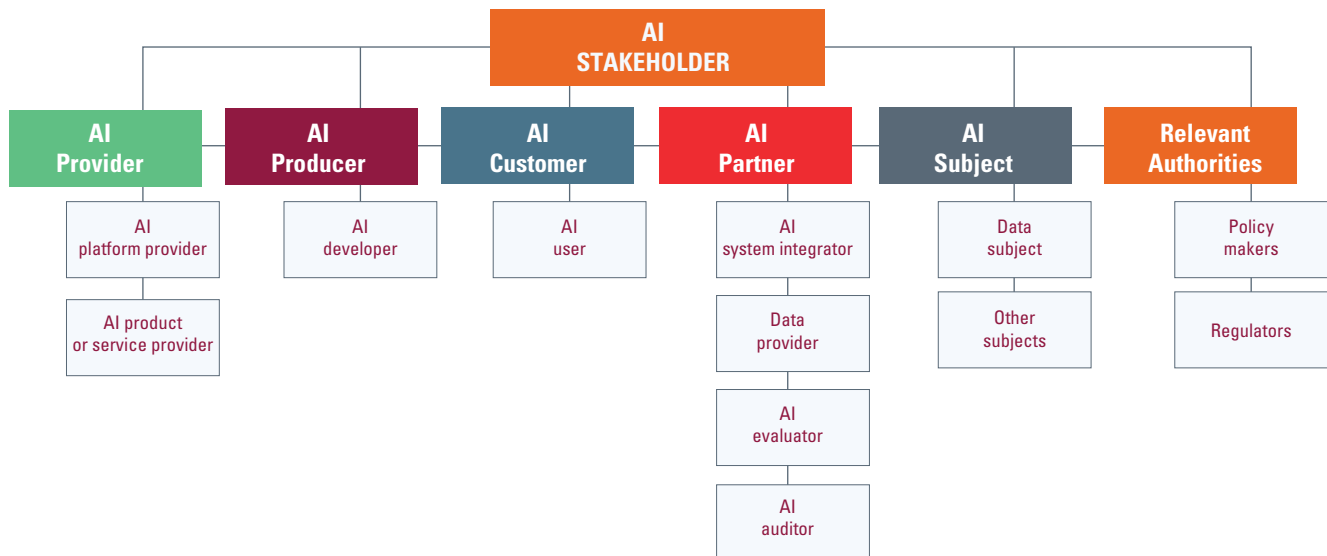 AI
STAKEHOLDER
AI
Provider
AI
Producer
AI
Customer
AI
Partner
AI
Subject
Relevant
Authorities
AI
platform provider
AI product
or service provider
AI
developer
AI
user
AI
system integrator
Data
provider
AI
evaluator
AI
auditor
Data
subject
Other
subjects
Policy
makers
Regulators